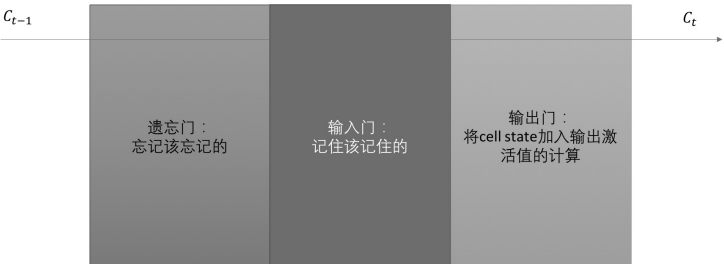 C_{t-1}
C_t
遗忘门：
忘记该忘记的
输入门：
记住该记住的
输出门：
将cell state加入输出激
活值的计算